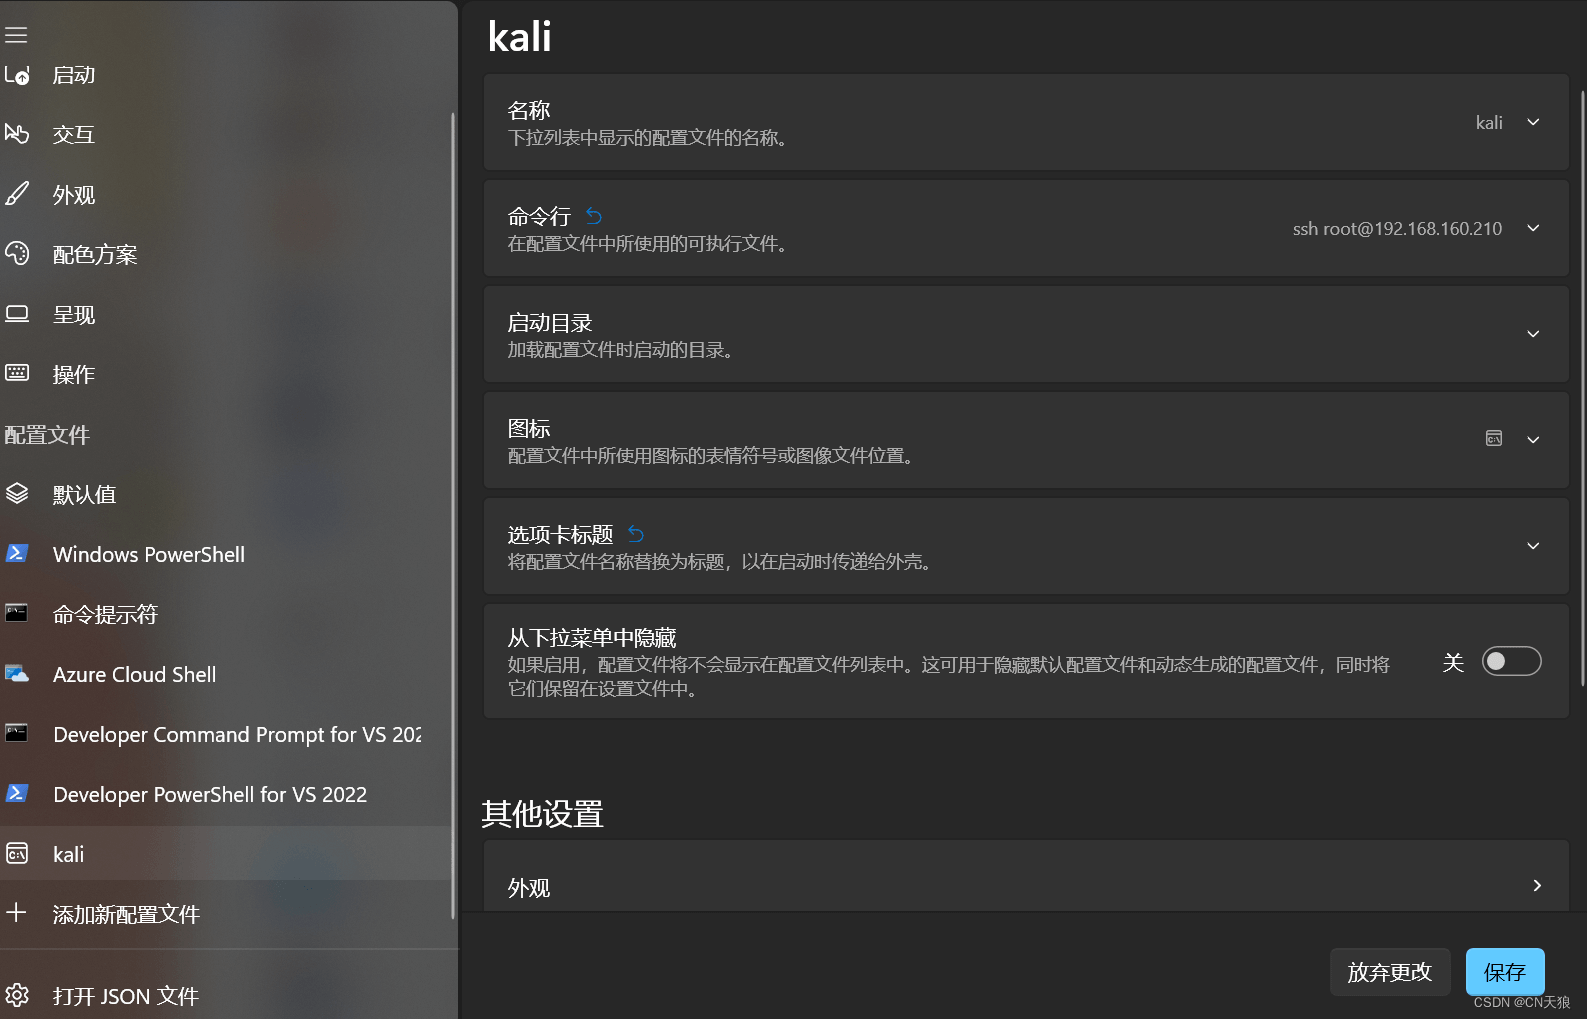 启动
交互
外观
配色方案
呈现
操作
配置文件
默认值
Windows PowerShell
命令提示符
Azure Cloud Shell
Developer Command Prompt for VS 202
Developer PowerShell for VS 2022
kali
添加新配置文件
打开 JSON 文件
kali
名称
下拉列表中显示的配置文件的名称。
kali
命令行
在配置文件中所使用的可执行文件。
ssh root@192.168.160.210
启动目录
加载配置文件时启动的目录。
图标
配置文件中所使用图标的表情符号或图像文件位置。
选项卡标题
将配置文件名称替换为标题，以在启动时传递给外壳。
从下拉菜单中隐藏
如果启用，配置文件将不会显示在配置文件列表中。这可用于隐藏默认配置文件和动态生成的配置文件，同时将
它们保留在设置文件中。
关
其他设置
外观
放弃更改
保存
CSDN @CN天狼